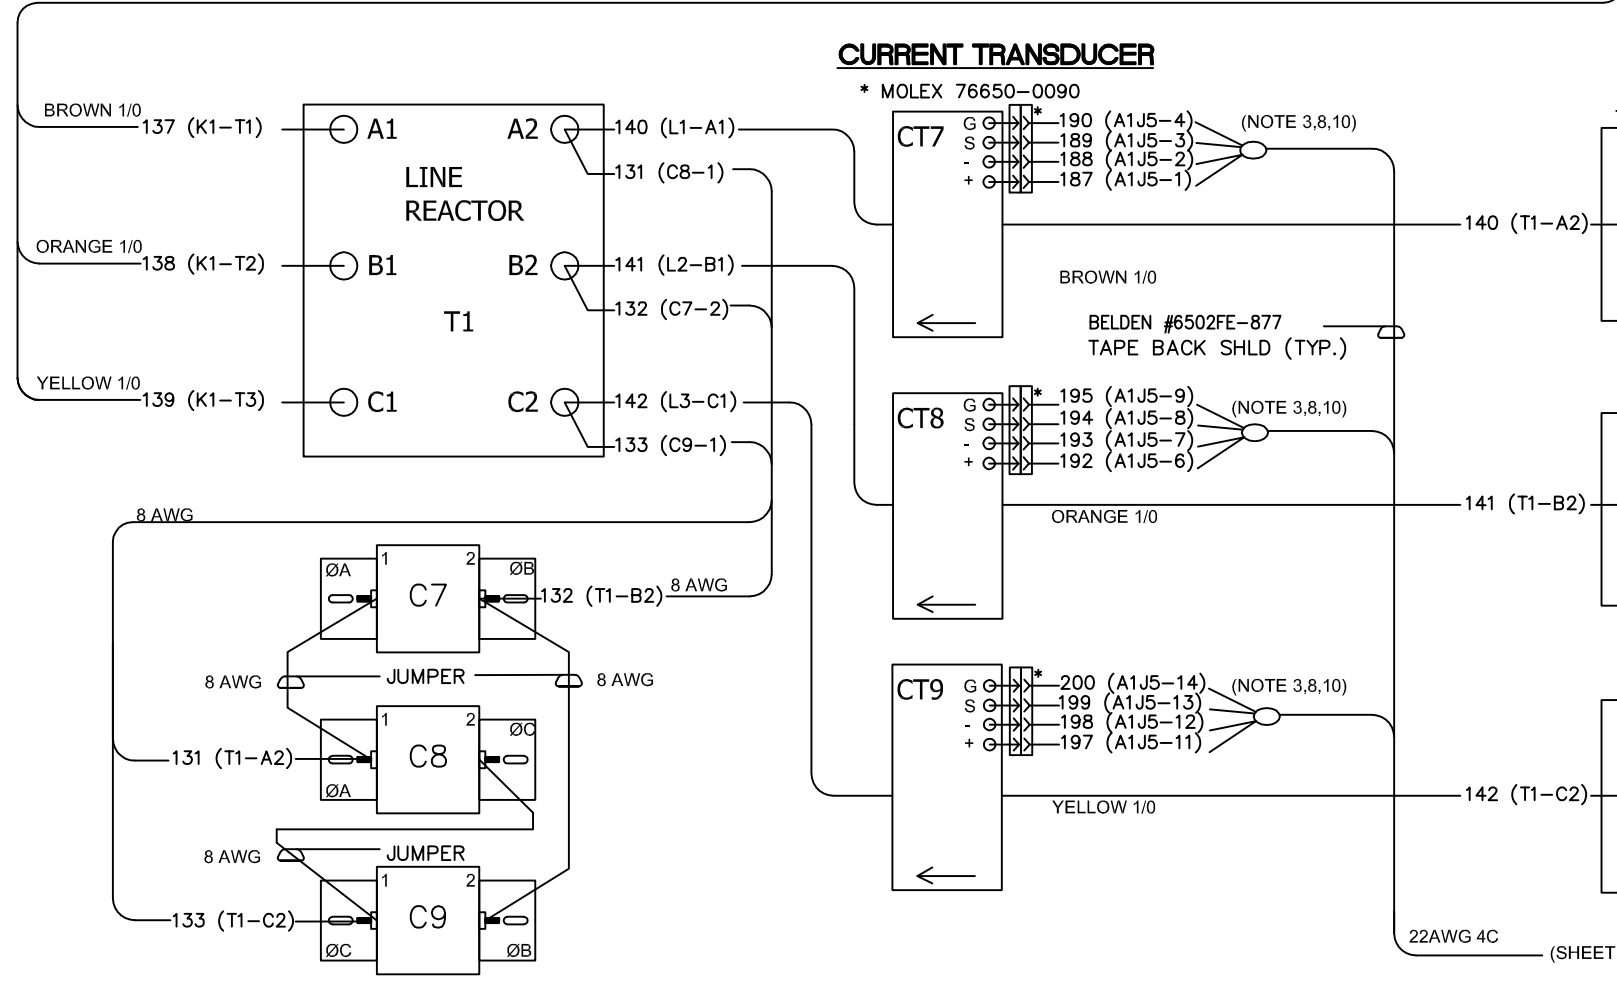 CURRENT TRANSDUCER
* MOLEX 76650-0090
BROWN 1/0
137 (K1-T1)
A1
A2
140 (L1-A1)
131 (C8-1)
LINE
REACTOR
ORANGE 1/0
138 (K1-T2)
B1
B2
141 (L2-B1)
132 (C7-2)
T1
YELLOW 1/0
139 (K1-T3)
C1
C2
142 (L3-C1)
133 (C9-1)
CT7
*
G
190 (A1J5-4)
S
189 (A1J5-3)
-
188 (A1J5-2)
+
187 (A1J5-1)
(NOTE 3,8,10)
140 (T1-A2)
BROWN 1/0
BELDEN #6502FE-877
TAPE BACK SHLD (TYP.)
CT8
*
G
195 (A1J5-9)
S
194 (A1J5-8)
-
193 (A1J5-7)
+
192 (A1J5-6)
(NOTE 3,8,10)
141 (T1-B2)
ORANGE 1/0
CT9
*
G
200 (A1J5-14)
S
199 (A1J5-13)
-
198 (A1J5-12)
+
197 (A1J5-11)
(NOTE 3,8,10)
142 (T1-C2)
YELLOW 1/0
22AWG 4C
(SHEET
8 AWG
ØA
1
2
ØB
C7
132 (T1-B2)
8 AWG
8 AWG
JUMPER
8 AWG
1
2
ØC
131 (T1-A2)
C8
ØA
8 AWG
JUMPER
1
2
133 (T1-C2)
C9
ØC
ØB